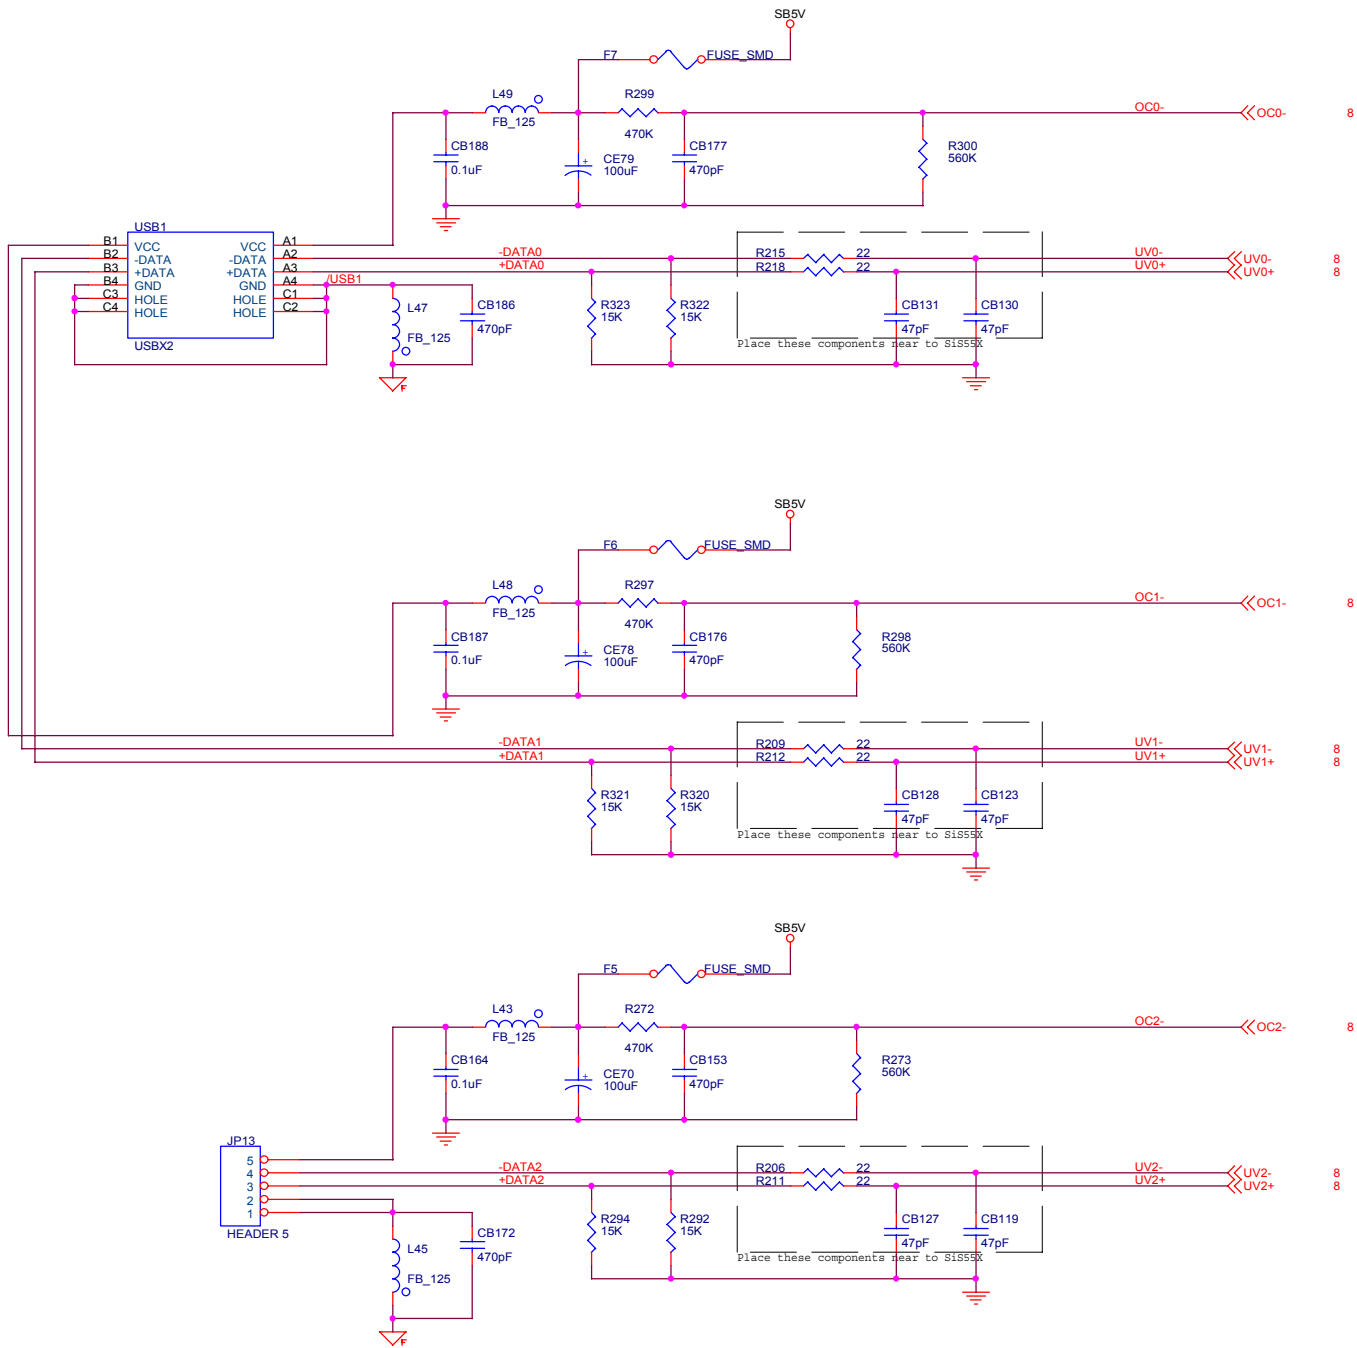 SB5V
F7 FUSE_SMD
L49 R299 OC0- OC0- 8
FB_125 470K
CB188 CE79 CB177 R300
0.1uF 100uF 470pF 560K
+
USB1
B1 VCC VCC A1
B2 -DATA -DATA A2 -DATA0 R215 22 UV0- UV0- 8
B3 +DATA +DATA A3 +DATA0 R218 22 UV0+ UV0+ 8
B4 GND GND A4 /USB1
C3 HOLE HOLE C1
C4 HOLE HOLE C2
USBX2
L47 CB186 R323 R322 CB131 CB130
FB_125 470pF 15K 15K 47pF 47pF
Place these components near to SiS55X
F
SB5V
F6 FUSE_SMD
L48 R297 OC1- OC1- 8
FB_125 470K
CB187 CE78 CB176 R298
0.1uF 100uF 470pF 560K
+
-DATA1 R209 22 UV1- UV1- 8
+DATA1 R212 22 UV1+ UV1+ 8
R321 R320 CB128 CB123
15K 15K 47pF 47pF
Place these components near to SiS55X
SB5V
F5 FUSE_SMD
L43 R272 OC2- OC2- 8
FB_125 470K
CB164 CE70 CB153 R273
0.1uF 100uF 470pF 560K
+
JP13
5
4 -DATA2 R206 22 UV2- UV2- 8
3 +DATA2 R211 22 UV2+ UV2+ 8
2
1
HEADER 5
L45 CB172 R294 R292 CB127 CB119
FB_125 470pF 15K 15K 47pF 47pF
Place these components near to SiS55X
F